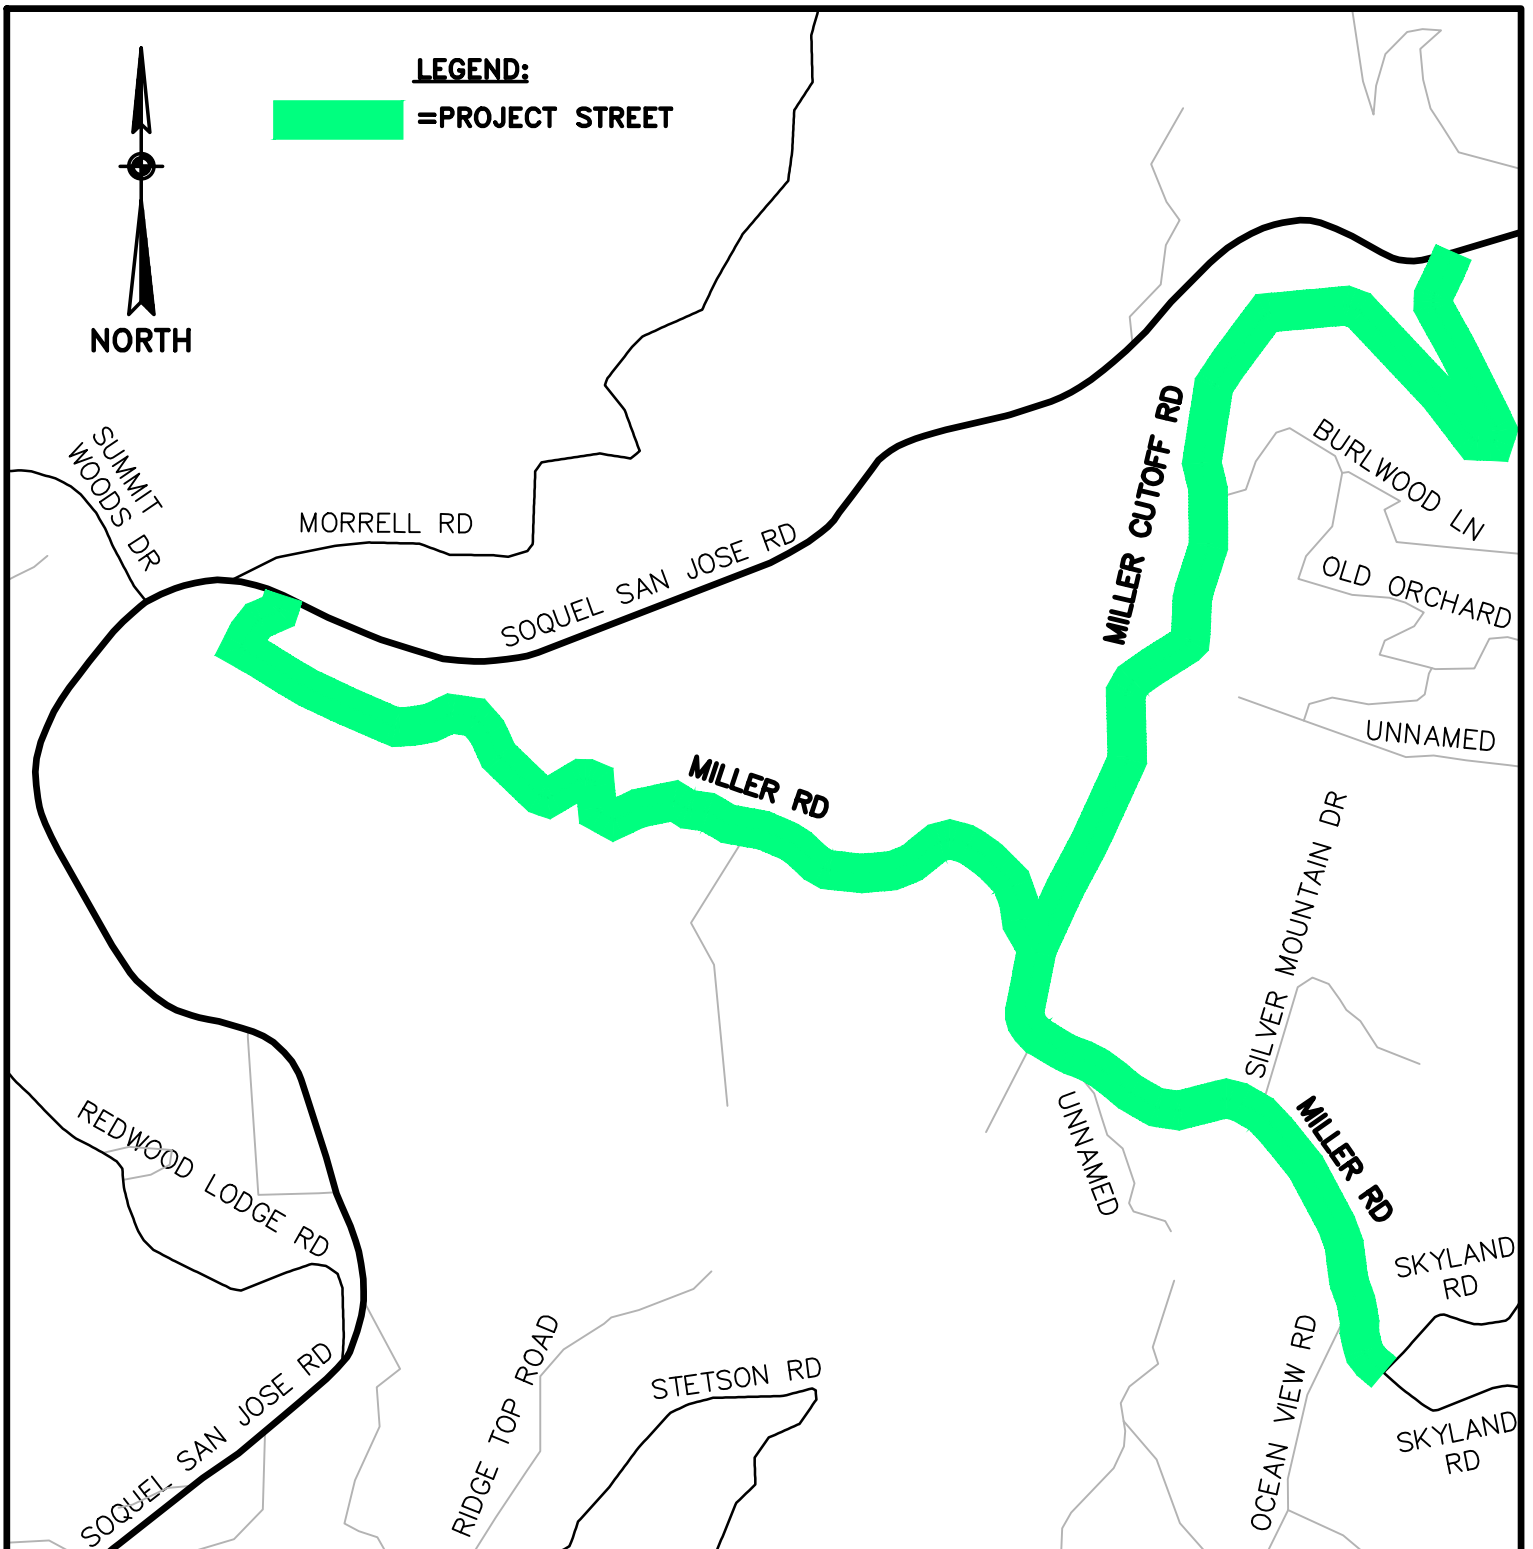 LEGEND:
=PROJECT STREET
NORTH
SUMMIT
WOODS DR
MORRELL RD
SOQUEL SAN JOSE RD
MILLER CUTOFF RD
BURLWOOD LN
OLD ORCHARD
UNNAMED
MILLER RD
SILVER MOUNTAIN DR
MILLER RD
UNNAMED
REDWOOD LODGE RD
SKYLAND
RD
SOQUEL SAN JOSE RD
RIDGE TOP ROAD
STETSON RD
OCEAN VIEW RD
SKYLAND
RD